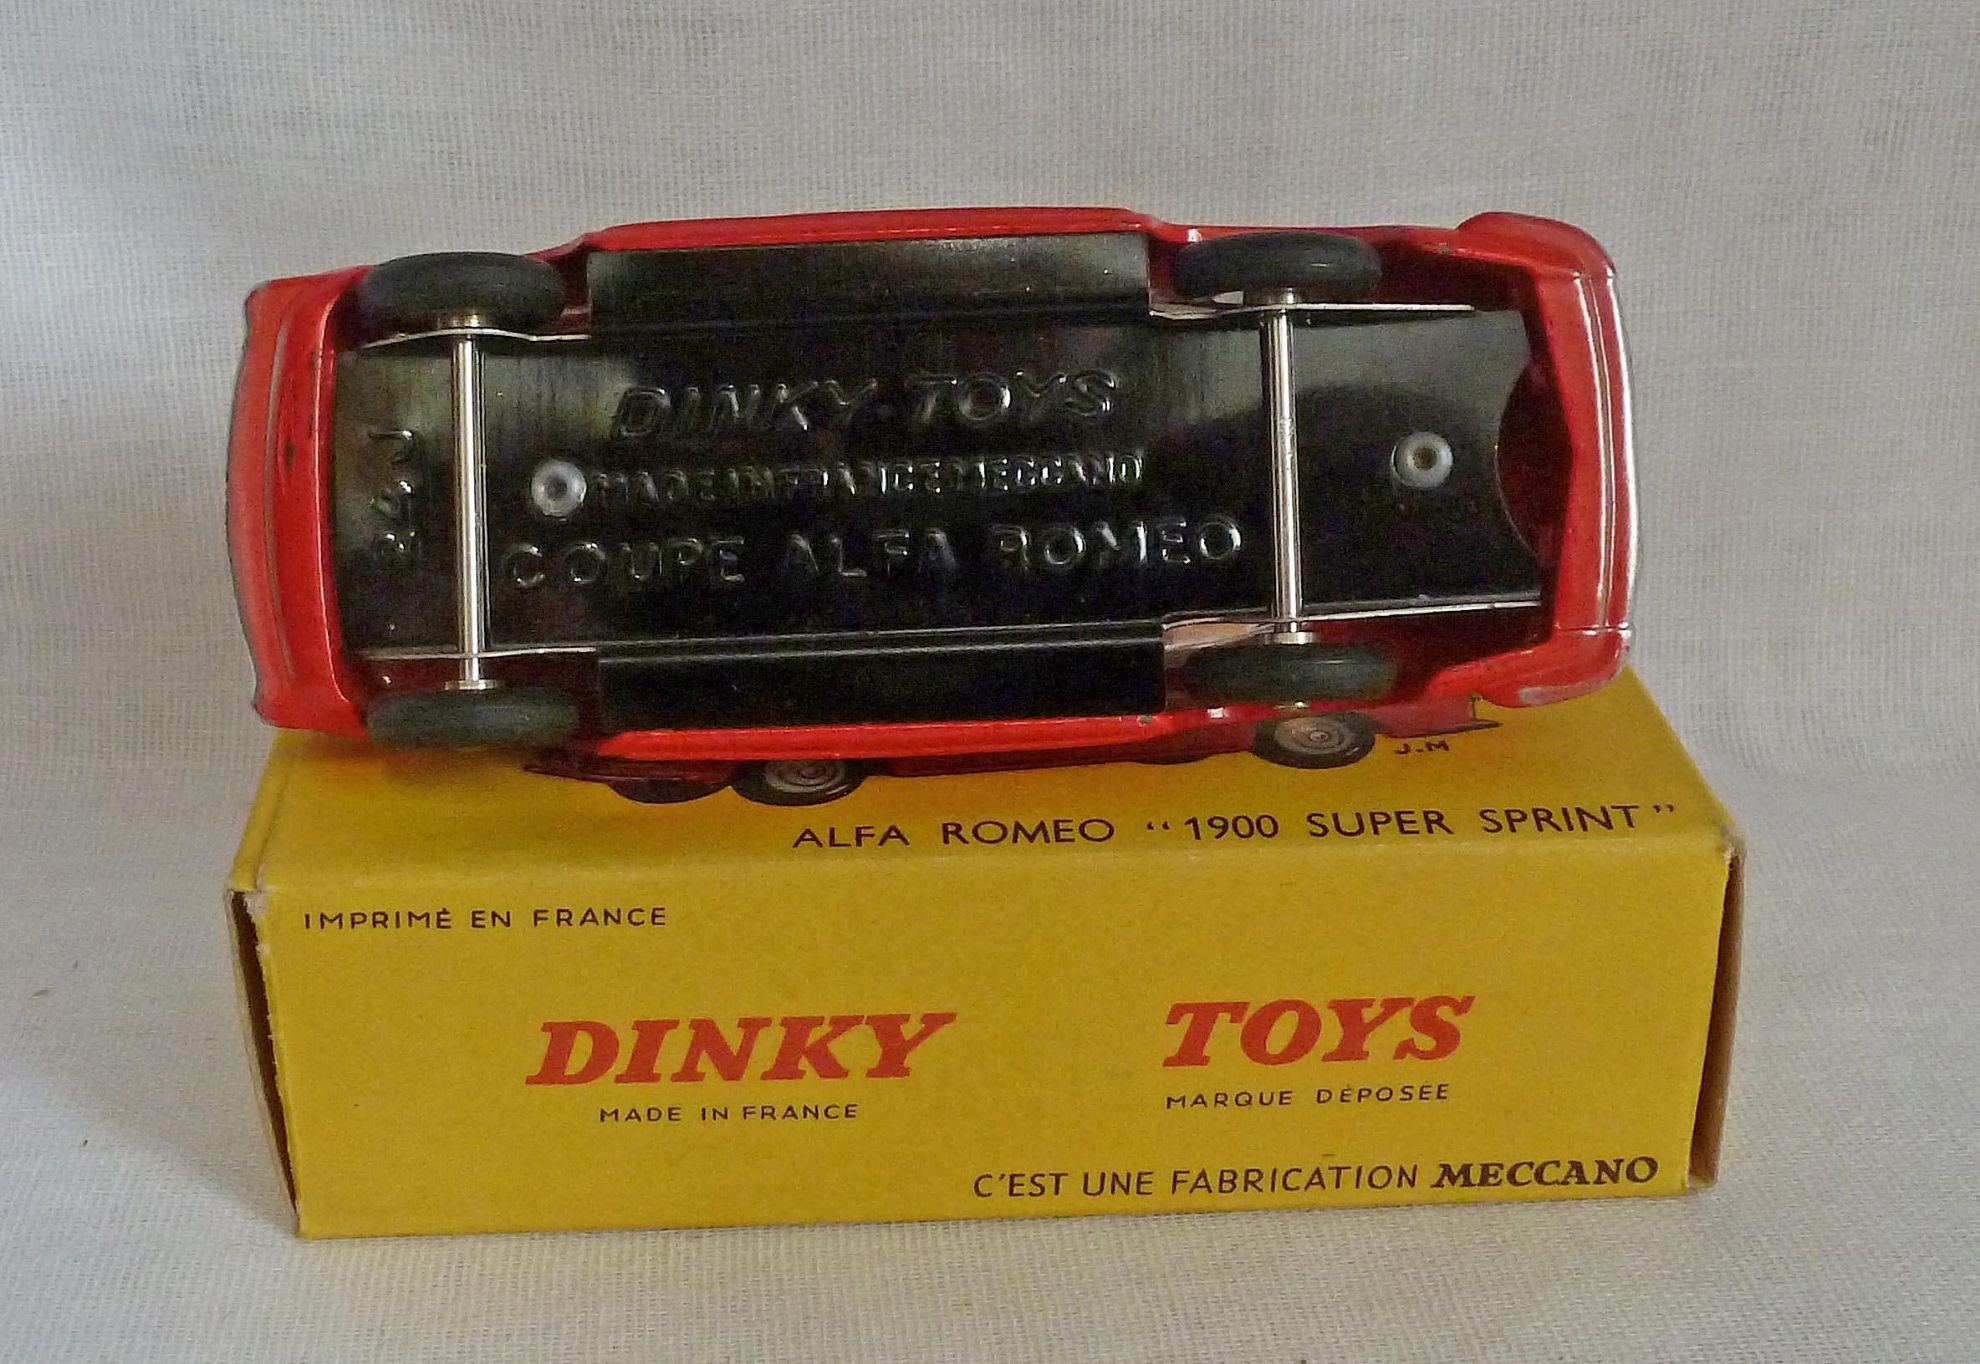 24 J
DINKY TOYS
MADE IN FRANCE MECCANO
COUPE ALFA ROMEO
J.M
ALFA ROMEO “1900 SUPER SPRINT”
IMPRIMÉ EN FRANCE
DINKY TOYS
MADE IN FRANCE MARQUE DÉPOSÉE
C'EST UNE FABRICATION MECCANO